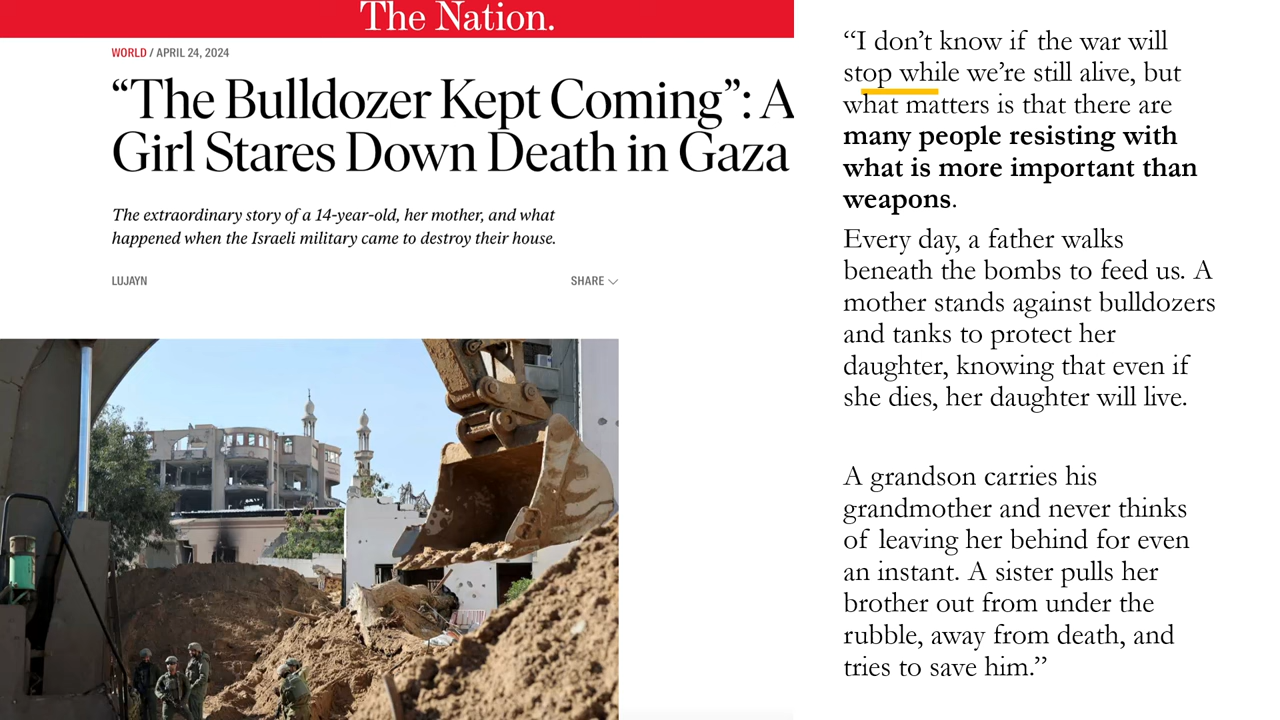 The Nation.
WORLD / APRIL 24, 2024
“The Bulldozer Kept Coming”: A
Girl Stares Down Death in Gaza
The extraordinary story of a 14-year-old, her mother, and what
happened when the Israeli military came to destroy their house.
LUJAYN
SHARE
“I don’t know if the war will
stop while we’re still alive, but
what matters is that there are
many people resisting with
what is more important than
weapons.
Every day, a father walks
beneath the bombs to feed us. A
mother stands against bulldozers
and tanks to protect her
daughter, knowing that even if
she dies, her daughter will live.
A grandson carries his
grandmother and never thinks
of leaving her behind for even
an instant. A sister pulls her
brother out from under the
rubble, away from death, and
tries to save him.”